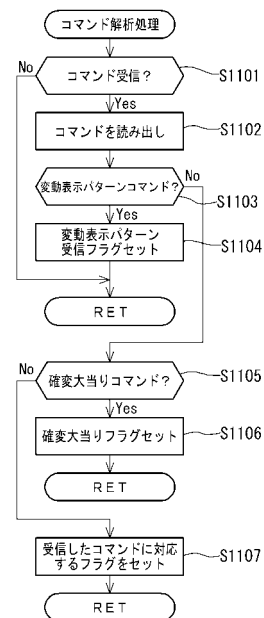 コマンド解析処理
No
コマンド受信?
S1101
Yes
コマンドを読み出し
S1102
No
変動表示パターンコマンド?
S1103
Yes
変動表示パターン
受信フラグセット
S1104
RET
No
確変大当りコマンド?
S1105
Yes
確変大当りフラグセット
S1106
RET
受信したコマンドに対応
するフラグをセット
S1107
RET